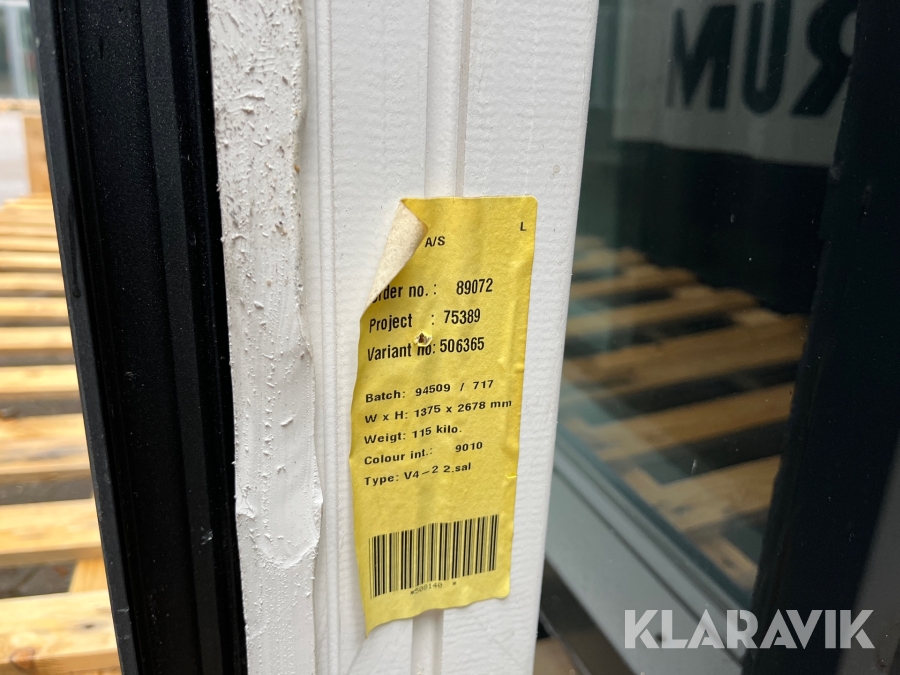 RUM
L
A/S
Order no.: 89072
Project : 75389
Variant no: 506365
Batch: 94509 / 717
W x H: 1375 x 2678 mm
Weigt: 115 kilo.
Colour int.: 9010
Type: V4-2 2.sal
KLARAVIK